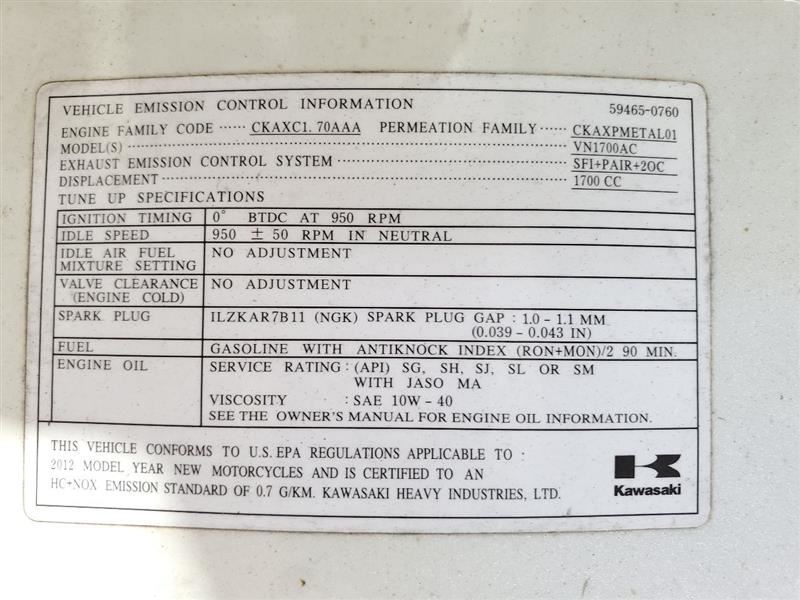 VEHICLE EMISSION CONTROL INFORMATION 59465-0760
ENGINE FAMILY CODE ······ CKAXC1.70AAA PERMEATION FAMILY ····· CKAXPMETAL01
MODEL(S) ········ VN1700AC
EXHAUST EMISSION CONTROL SYSTEM ········ SFI+PAIR+2OC
DISPLACEMENT ········ 1700 CC
TUNE UP SPECIFICATIONS
IGNITION TIMING 0° BTDC AT 950 RPM
IDLE SPEED 950 ± 50 RPM IN NEUTRAL
IDLE AIR FUEL MIXTURE SETTING NO ADJUSTMENT
VALVE CLEARANCE (ENGINE COLD) NO ADJUSTMENT
SPARK PLUG ILZKAR7B11 (NGK) SPARK PLUG GAP : 1.0 - 1.1 MM
(0.039 - 0.043 IN)
FUEL GASOLINE WITH ANTIKNOCK INDEX (RON+MON)/2 90 MIN.
ENGINE OIL SERVICE RATING : (API) SG, SH, SJ, SL OR SM
WITH JASO MA
VISCOSITY : SAE 10W - 40
SEE THE OWNER'S MANUAL FOR ENGINE OIL INFORMATION.
THIS VEHICLE CONFORMS TO U.S. EPA REGULATIONS APPLICABLE TO :
2012 MODEL YEAR NEW MOTORCYCLES AND IS CERTIFIED TO AN
HC+NOX EMISSION STANDARD OF 0.7 G/KM. KAWASAKI HEAVY INDUSTRIES, LTD.
Kawasaki